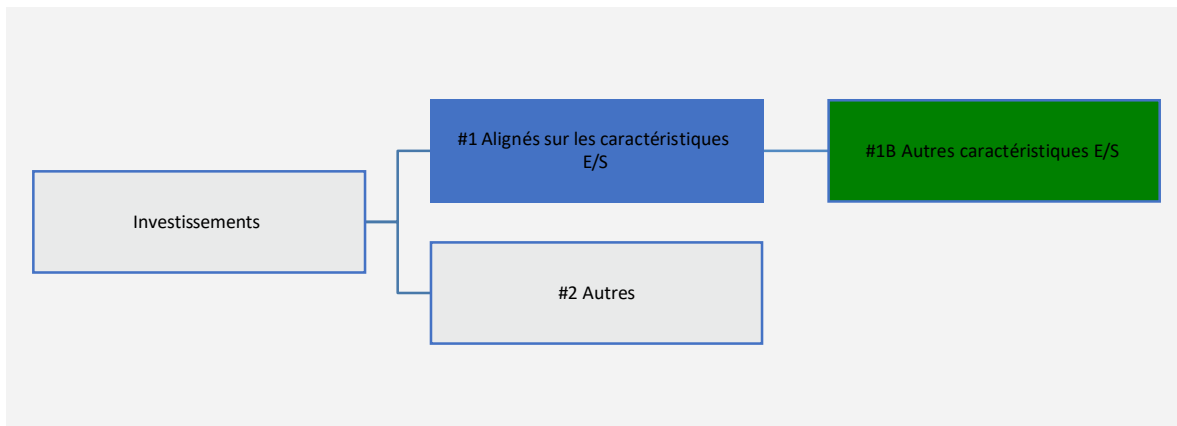 #1 Alignés sur les caractéristiques
E/S
#1B Autres caractéristiques E/S
Investissements
#2 Autres